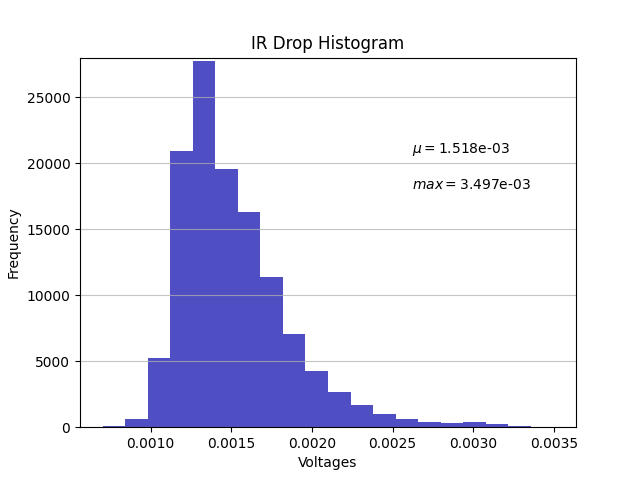 IR Drop Histogram
25000
20000
15000
10000
5000
0
Frequency
μ = 1.518e-03
max = 3.497e-03
0.0010 0.0015 0.0020 0.0025 0.0030 0.0035
Voltages